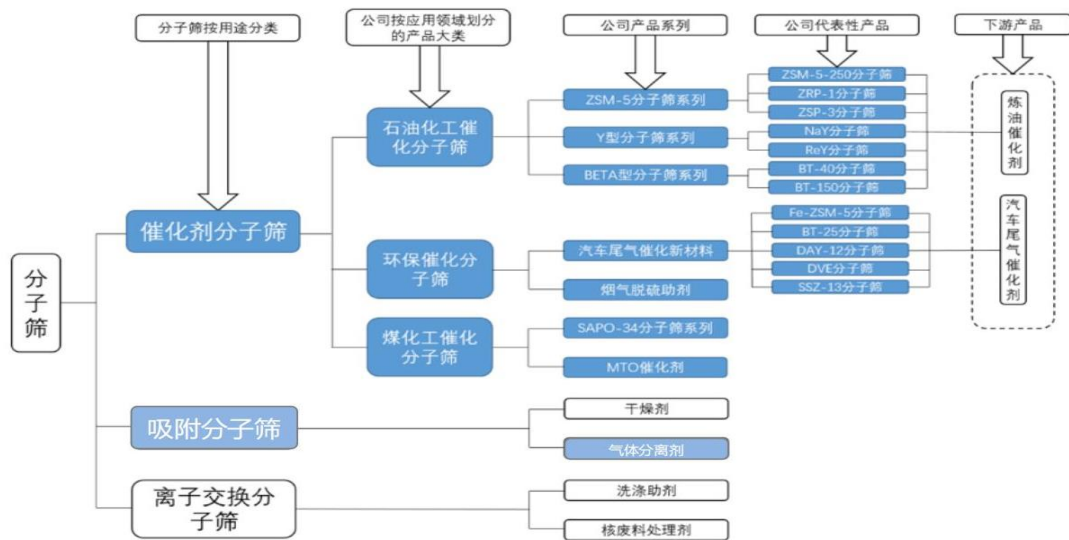 分子筛按用途分类
公司按应用领域划分
的产品大类
公司产品系列
公司代表性产品
下游产品
分子筛
催化剂分子筛
石油化工催
化分子筛
ZSM-5分子筛系列
ZSM-5-250分子筛
ZRP-1分子筛
ZSP-3分子筛
Y型分子筛系列
NaY分子筛
ReY分子筛
BETA型分子筛系列
BT-40分子筛
BT-150分子筛
炼油催化剂
环保催化分
子筛
汽车尾气催化新材料
Fe-ZSM-5分子筛
BT-25分子筛
DAY-12分子筛
DVE分子筛
SSZ-13分子筛
汽车尾气催化剂
烟气脱硫助剂
煤化工催化
分子筛
SAPO-34分子筛系列
MTO催化剂
吸附分子筛
干燥剂
气体分离剂
离子交换分
子筛
洗涤助剂
核废料处理剂